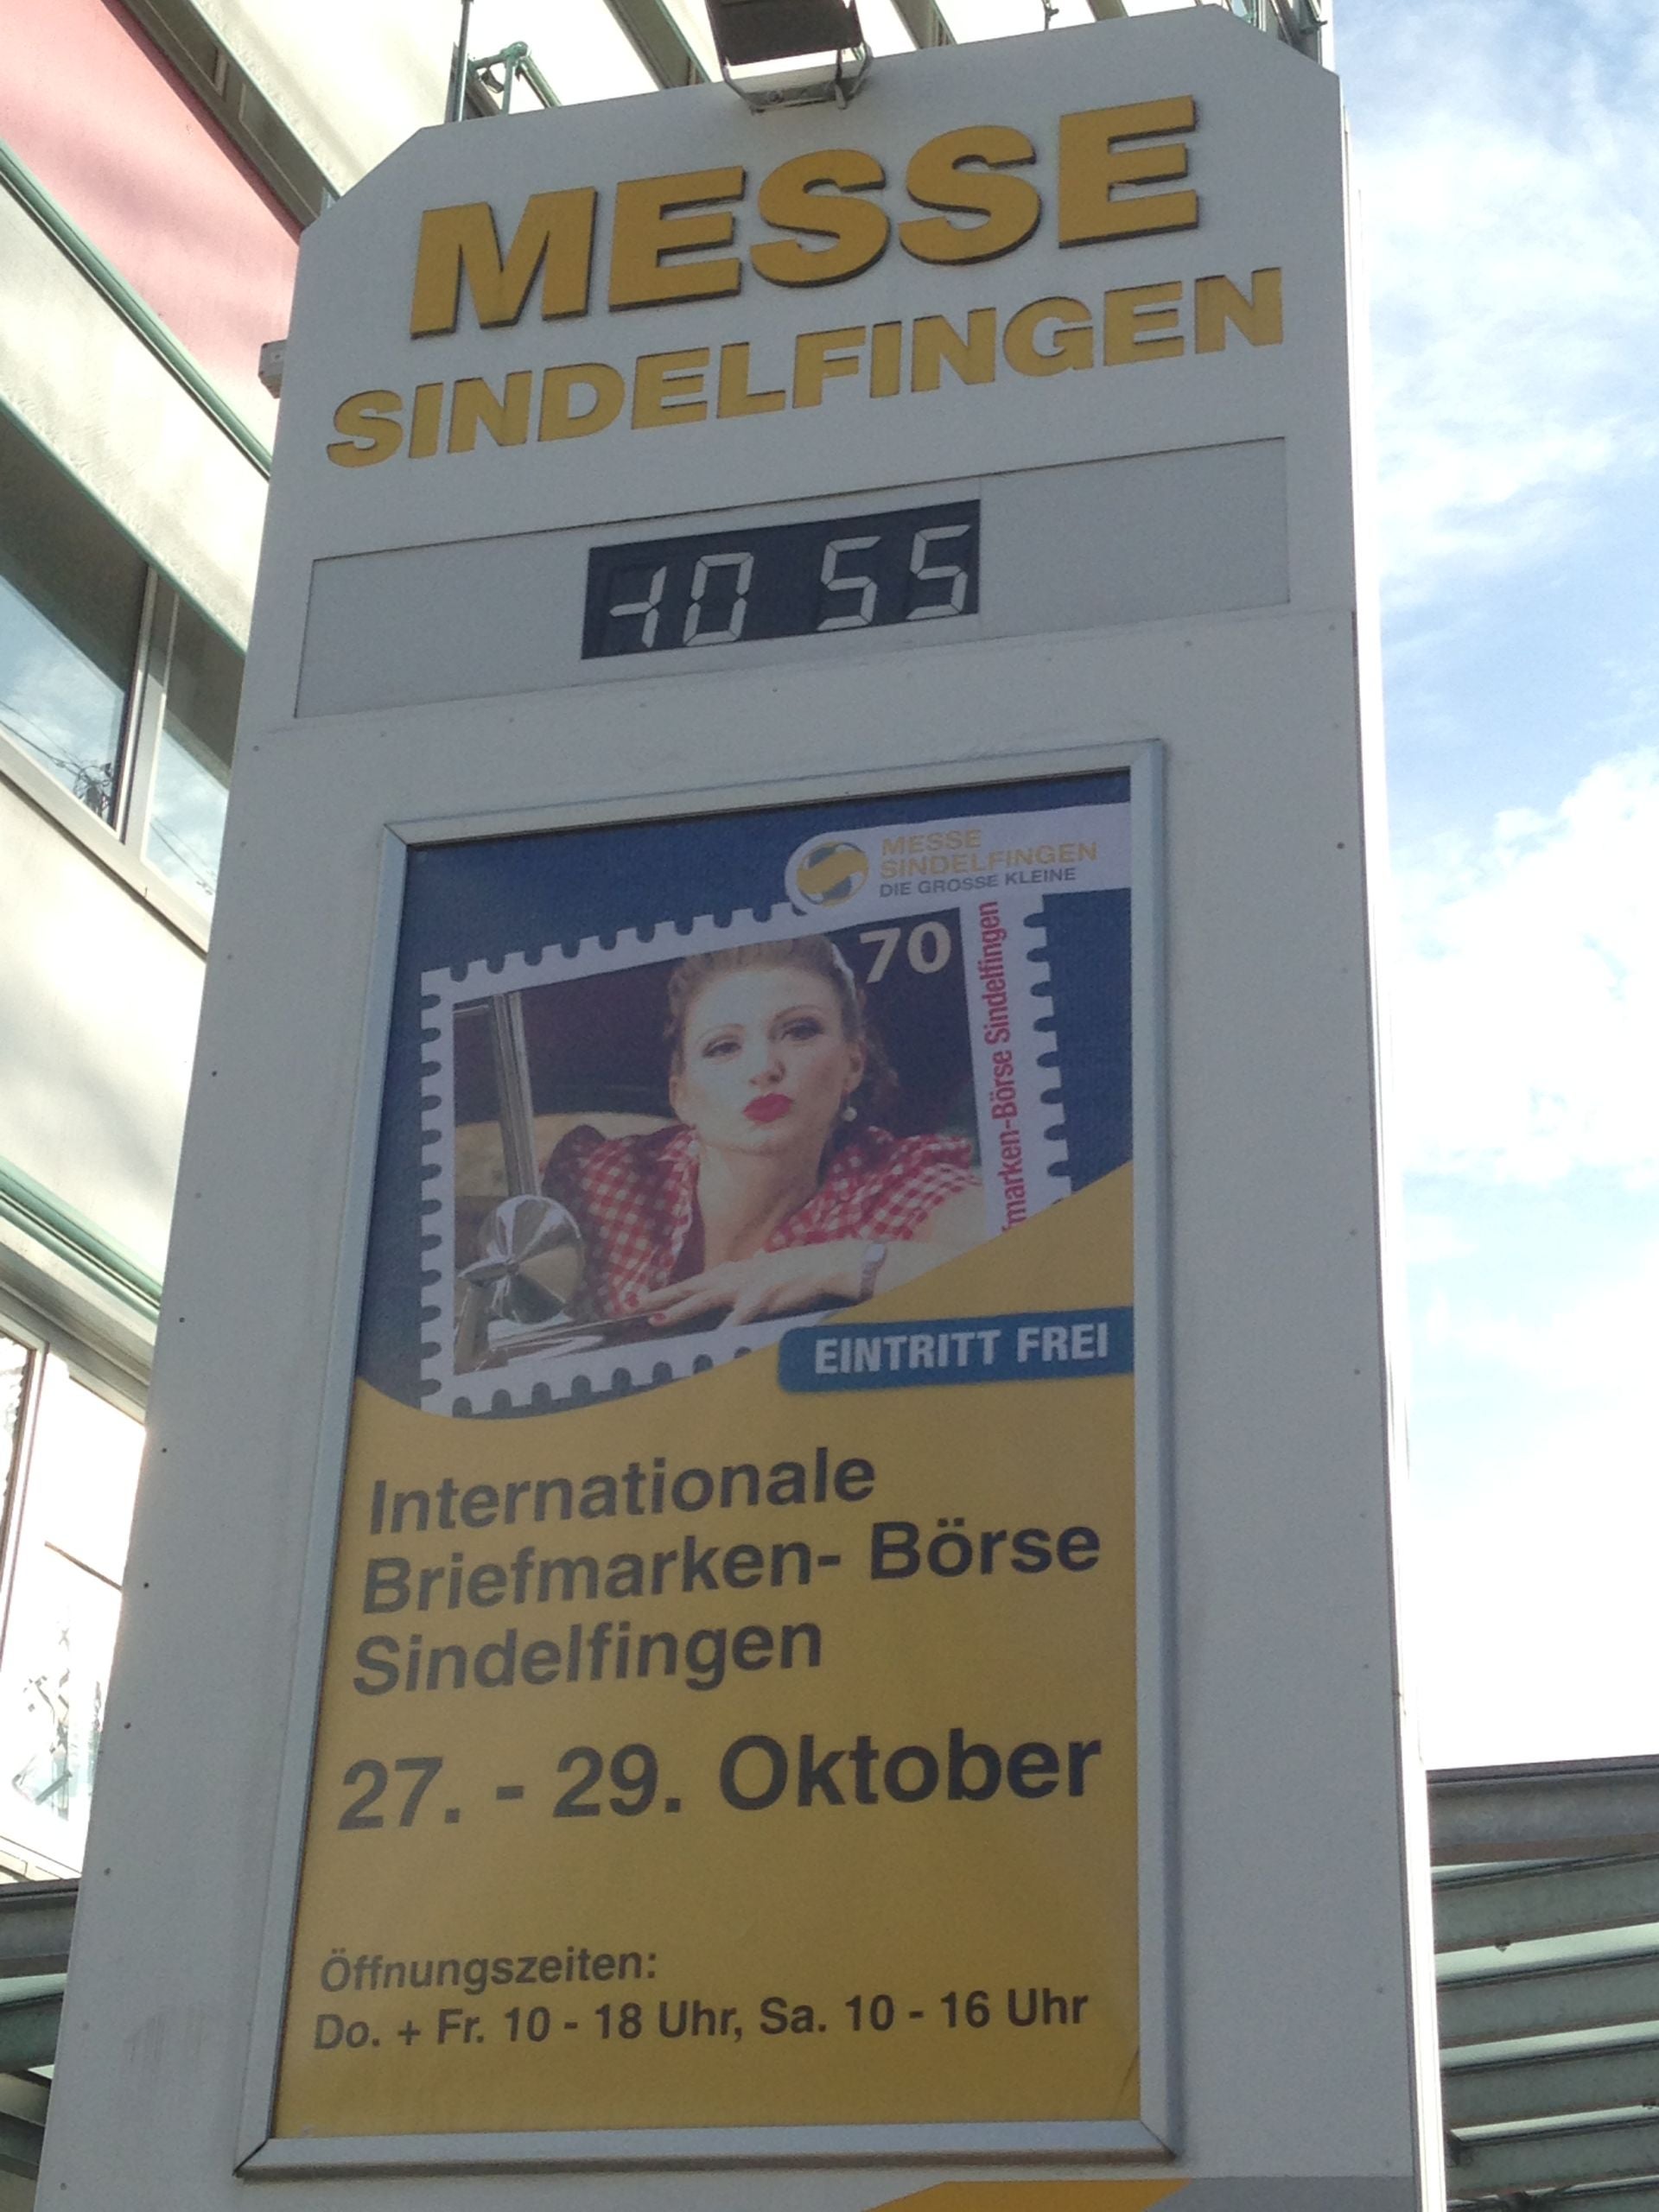 MESSE
SINDELFINGEN
10 55
MESSE
SINDELFINGEN
DIE GROSSE KLEINE
70
marken-Börse Sindelfingen
EINTRITT FREI
Internationale
Briefmarken- Börse
Sindelfingen
27. - 29. Oktober
Öffnungszeiten:
Do. + Fr. 10 - 18 Uhr, Sa. 10 - 16 Uhr